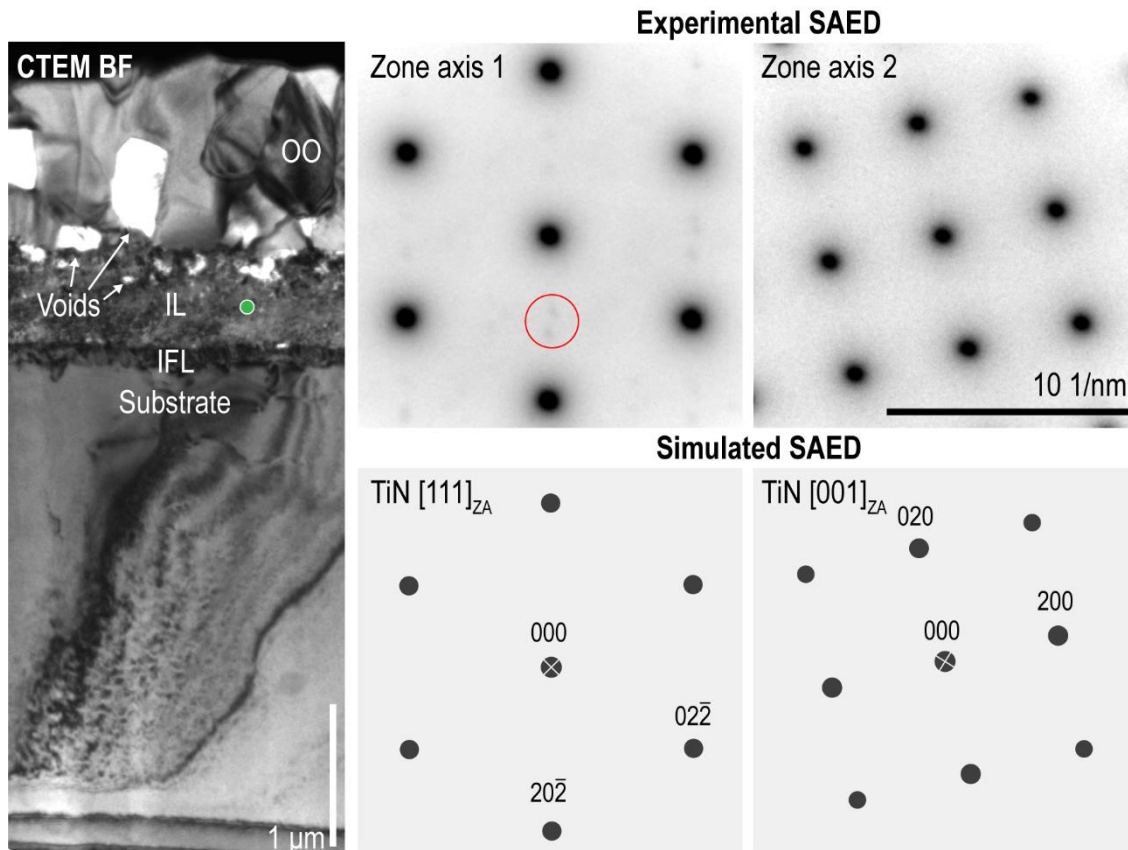 Experimental SAED
CTEM BF
OO
Voids
IL
IFL
Substrate
1 µm
Zone axis 1
Zone axis 2
10 1/nm
Simulated SAED
TiN [111]ZA
000
022̅
202̅
TiN [001]ZA
020
200
000